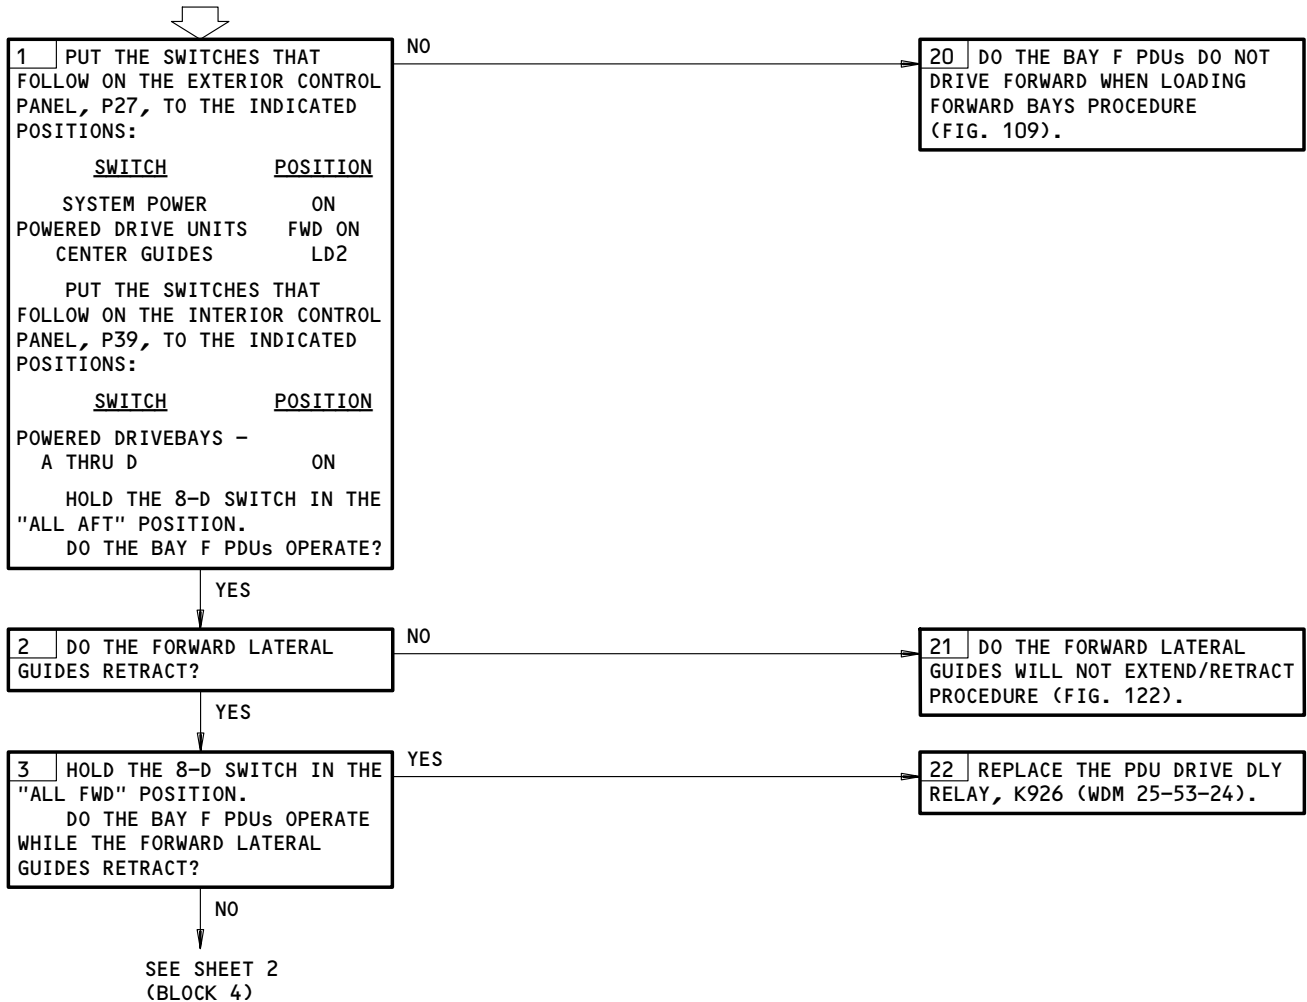 1 PUT THE SWITCHES THAT
FOLLOW ON THE EXTERIOR CONTROL
PANEL, P27, TO THE INDICATED
POSITIONS:
SWITCH POSITION
SYSTEM POWER ON
POWERED DRIVE UNITS FWD ON
CENTER GUIDES LD2
PUT THE SWITCHES THAT
FOLLOW ON THE INTERIOR CONTROL
PANEL, P39, TO THE INDICATED
POSITIONS:
SWITCH POSITION
POWERED DRIVEBAYS -
A THRU D ON
HOLD THE 8-D SWITCH IN THE
"ALL AFT" POSITION.
DO THE BAY F PDUs OPERATE?
NO
20 DO THE BAY F PDUs DO NOT
DRIVE FORWARD WHEN LOADING
FORWARD BAYS PROCEDURE
(FIG. 109).
YES
2 DO THE FORWARD LATERAL
GUIDES RETRACT?
NO
21 DO THE FORWARD LATERAL
GUIDES WILL NOT EXTEND/RETRACT
PROCEDURE (FIG. 122).
YES
3 HOLD THE 8-D SWITCH IN THE
"ALL FWD" POSITION.
DO THE BAY F PDUs OPERATE
WHILE THE FORWARD LATERAL
GUIDES RETRACT?
YES
22 REPLACE THE PDU DRIVE DLY
RELAY, K926 (WDM 25-53-24).
NO
SEE SHEET 2
(BLOCK 4)